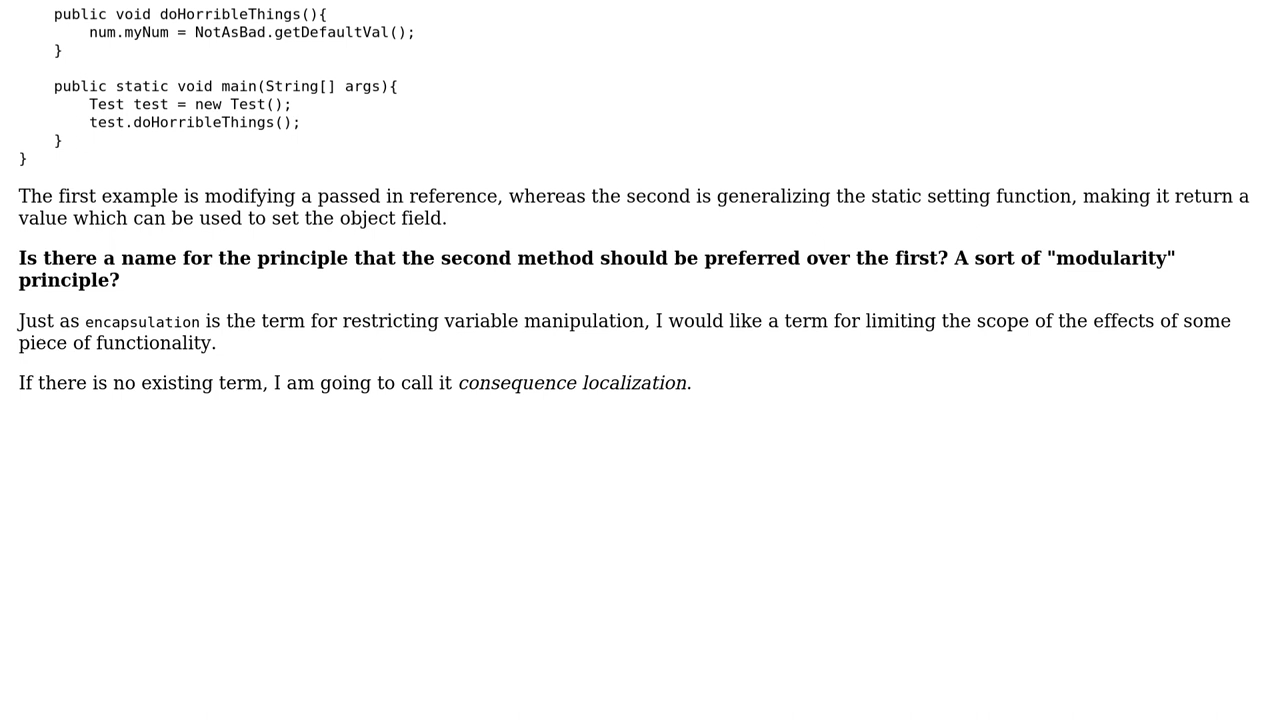 public void doHorribleThings(){
num.myNum = NotAsBad.getDefaultVal();
}
public static void main(String[] args){
Test test = new Test();
test.doHorribleThings();
}
}
The first example is modifying a passed in reference, whereas the second is generalizing the static setting function, making it return a
value which can be used to set the object field.
Is there a name for the principle that the second method should be preferred over the first? A sort of "modularity"
principle?
Just as encapsulation is the term for restricting variable manipulation, I would like a term for limiting the scope of the effects of some
piece of functionality.
If there is no existing term, I am going to call it consequence localization.